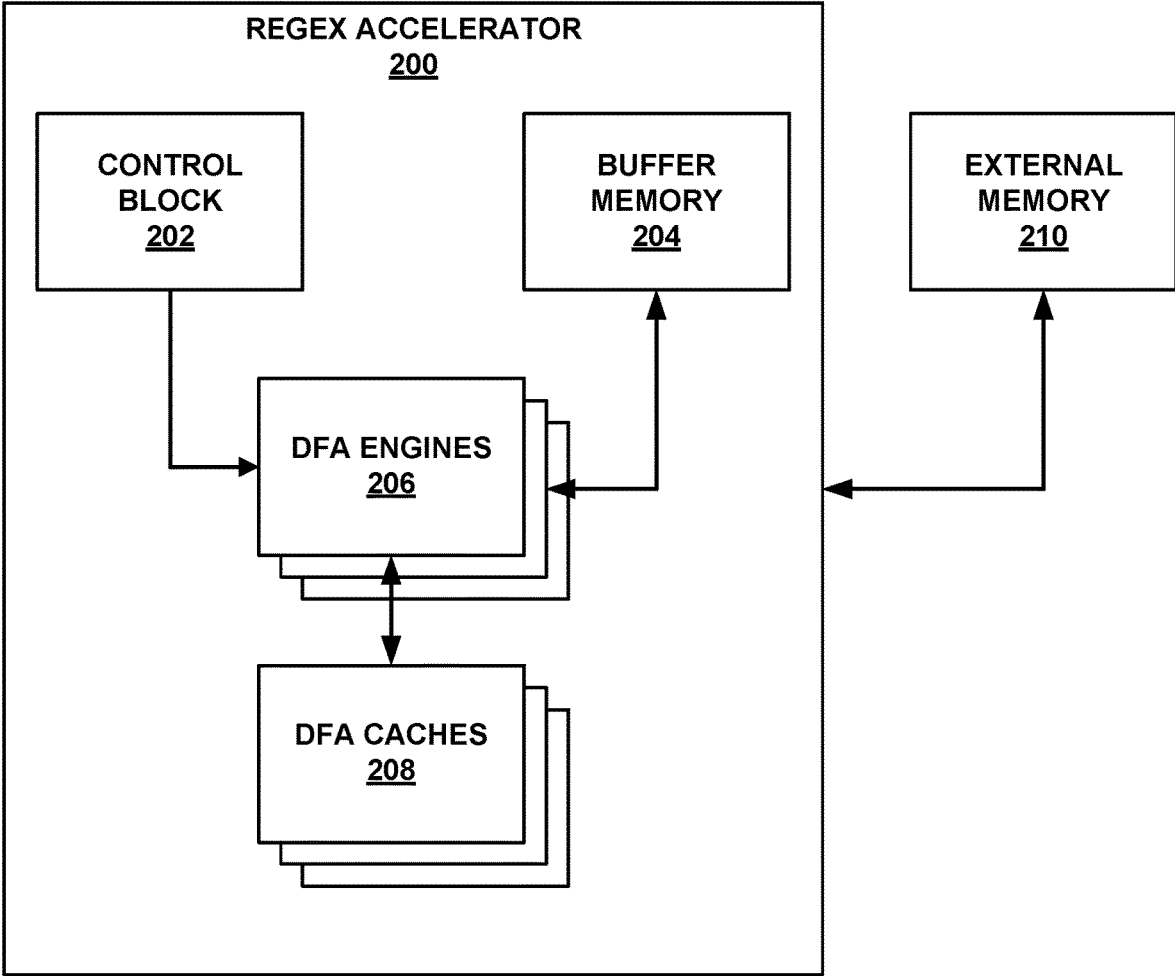 REGEX ACCELERATOR
200
CONTROL
BLOCK
202
BUFFER
MEMORY
204
EXTERNAL
MEMORY
210
DFA ENGINES
206
DFA CACHES
208